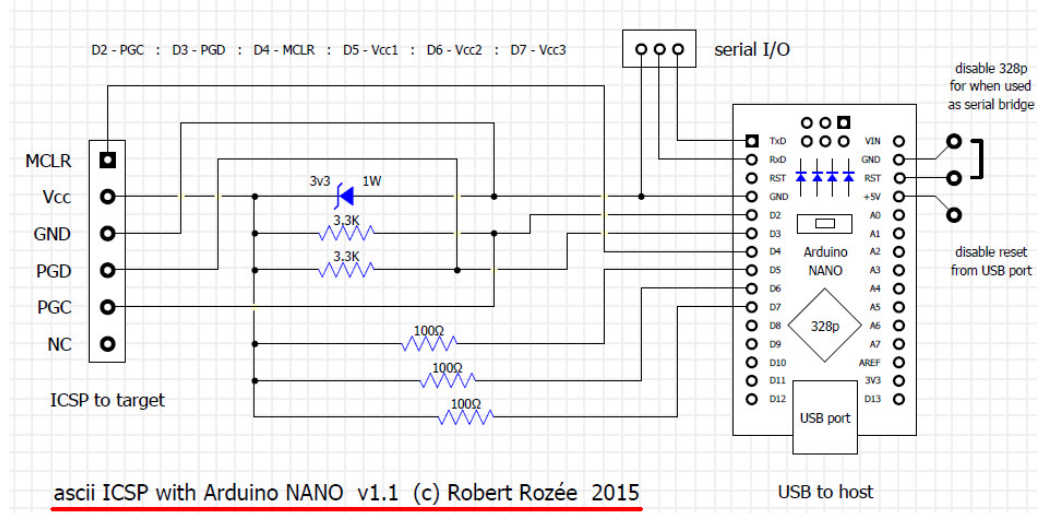 D2 - PGC : D3 - PGD : D4 - MCLR : D5 - Vcc1 : D6 - Vcc2 : D7 - Vcc3
serial I/O
disable 328p
for when used
as serial bridge
MCLR
Vcc
GND
PGD
PGC
NC
ICSP to target
3v3 1W
3.3K
3.3K
100Ω
100Ω
100Ω
TxD VIN
RxD GND
RST RST
GND +5V
D2 A0
D3 A1
D4 A2
D5 A3
D6 A4
D7 A5
D8 A6
D9 A7
D10 AREF
D11 3V3
D12 D13
Arduino
NANO
328p
USB port
disable reset
from USB port
ascii ICSP with Arduino NANO v1.1 (c) Robert Rozée 2015
USB to host